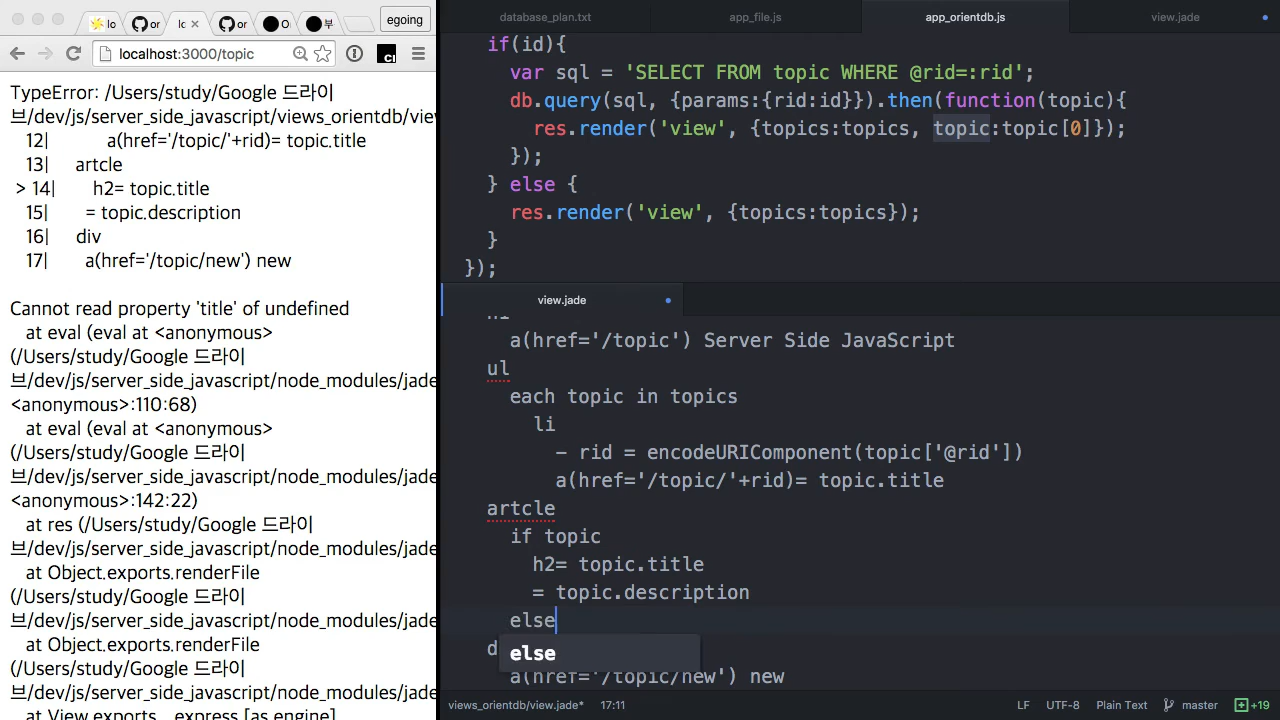 lo
or
lc
or
O
부
egoing
localhost:3000/topic
TypeError: /Users/study/Google 드라이
브/dev/js/server_side_javascript/views_orientdb/view
12| a(href='/topic/'+rid)= topic.title
13| artcle
> 14| h2= topic.title
15| = topic.description
16| div
17| a(href='/topic/new') new
Cannot read property 'title' of undefined
at eval (eval at <anonymous>
(/Users/study/Google 드라이
브/dev/js/server_side_javascript/node_modules/jade
<anonymous>:110:68)
at eval (eval at <anonymous>
(/Users/study/Google 드라이
브/dev/js/server_side_javascript/node_modules/jade
<anonymous>:142:22)
at res (/Users/study/Google 드라이
브/dev/js/server_side_javascript/node_modules/jade
at Object.exports.renderFile
(/Users/study/Google 드라이
브/dev/js/server_side_javascript/node_modules/jade
at Object.exports.renderFile
(/Users/study/Google 드라이
브/dev/js/server_side_javascript/node_modules/jade
at View.exports.__express [as engine]
database_plan.txt
app_file.js
app_orientdb.js
view.jade
if(id){
var sql = 'SELECT FROM topic WHERE @rid=:rid';
db.query(sql, {params:{rid:id}}).then(function(topic){
res.render('view', {topics:topics, topic:topic[0]});
});
} else {
res.render('view', {topics:topics});
}
});
view.jade
h1
a(href='/topic') Server Side JavaScript
ul
each topic in topics
li
- rid = encodeURIComponent(topic['@rid'])
a(href='/topic/'+rid)= topic.title
artcle
if topic
h2= topic.title
= topic.description
else
d
else
a(href='/topic/new') new
views_orientdb/view.jade* 17:11
LF UTF-8 Plain Text master +19